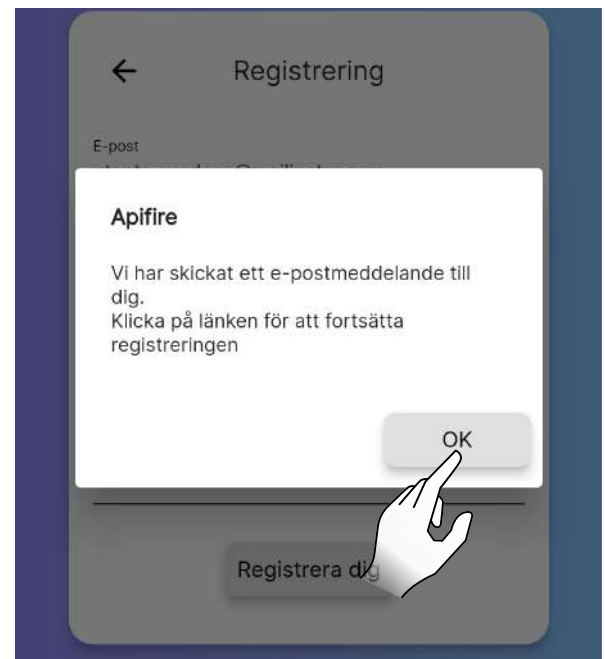 Registrering
E-post
Apifire
Vi har skickat ett e-postmeddelande till
dig.
Klicka på länken för att fortsätta
registreringen
OK
Registrera dig